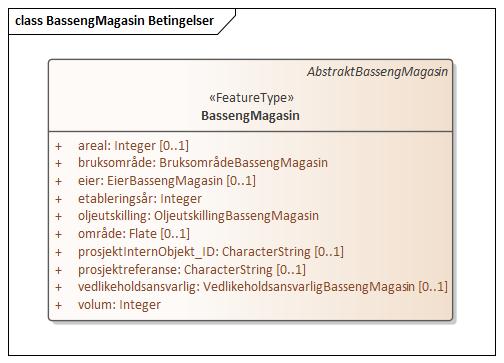 class BassengMagasin Betingelser
AbstraktBassengMagasin
«FeatureType»
BassengMagasin
+ areal: Integer [0..1]
+ bruksområde: BruksområdeBassengMagasin
+ eier: EierBassengMagasin [0..1]
+ etableringsår: Integer
+ oljeutskilling: OljeutskillingBassengMagasin
+ område: Flate [0..1]
+ prosjektInternObjekt_ID: CharacterString [0..1]
+ prosjektreferanse: CharacterString [0..1]
+ vedlikeholdsansvarlig: VedlikeholdsansvarligBassengMagasin [0..1]
+ volum: Integer